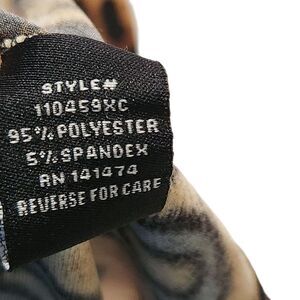 STYLE#
110459XC
95% POLYESTER
5% SPANDEX
RN 141474
REVERSE FOR CARE